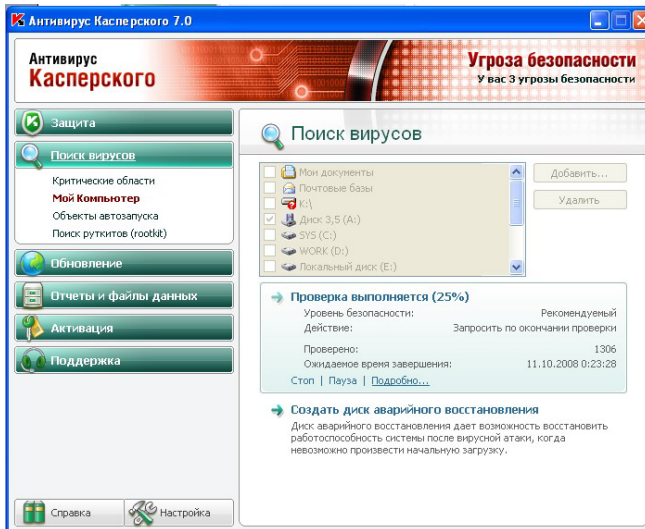 Антивирус Касперского 7.0
Антивирус
Касперского
Угроза безопасности
У вас 3 угрозы безопасности
Защита
Поиск вирусов
Критические области
Мой Компьютер
Объекты автозапуска
Поиск руткитов (rootkit)
Обновление
Отчеты и файлы данных
Активация
Поддержка
Справка
Настройка
Поиск вирусов
Мои документы
Почтовые базы
K:\
Диск 3,5 (A:)
SYS (C:)
WORK (D:)
Локальный диск (E:)
Добавить...
Удалить
Проверка выполняется (25%)
Уровень безопасности: Рекомендуемый
Действие: Запросить по окончании проверки
Проверено: 1306
Ожидаемое время завершения: 11.10.2008 0:23:28
Стоп | Пауза | Подробно...
Создать диск аварийного восстановления
Диск аварийного восстановления дает возможность восстановить
работоспособность системы после вирусной атаки, когда
невозможно произвести начальную загрузку.